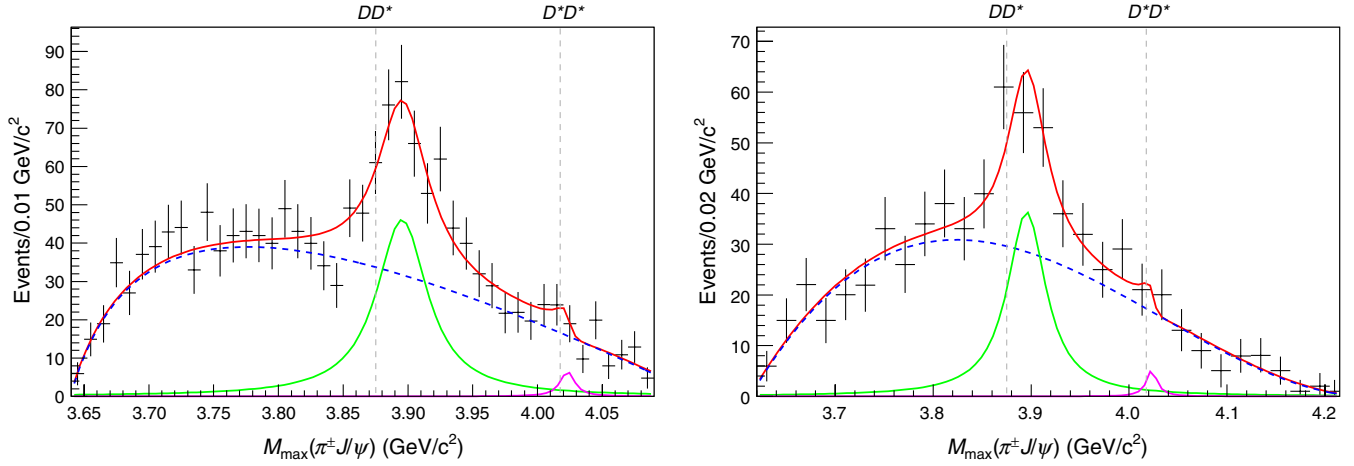 DD* D*D*
90
80
70
60
50
40
30
20
10
0
Events/0.01 GeV/c²
3.65 3.70 3.75 3.80 3.85 3.90 3.95 4.00 4.05
M_max(π±J/ψ) (GeV/c²)
DD* D*D*
70
60
50
40
30
20
10
0
Events/0.02 GeV/c²
3.7 3.8 3.9 4.0 4.1 4.2
M_max(π±J/ψ) (GeV/c²)